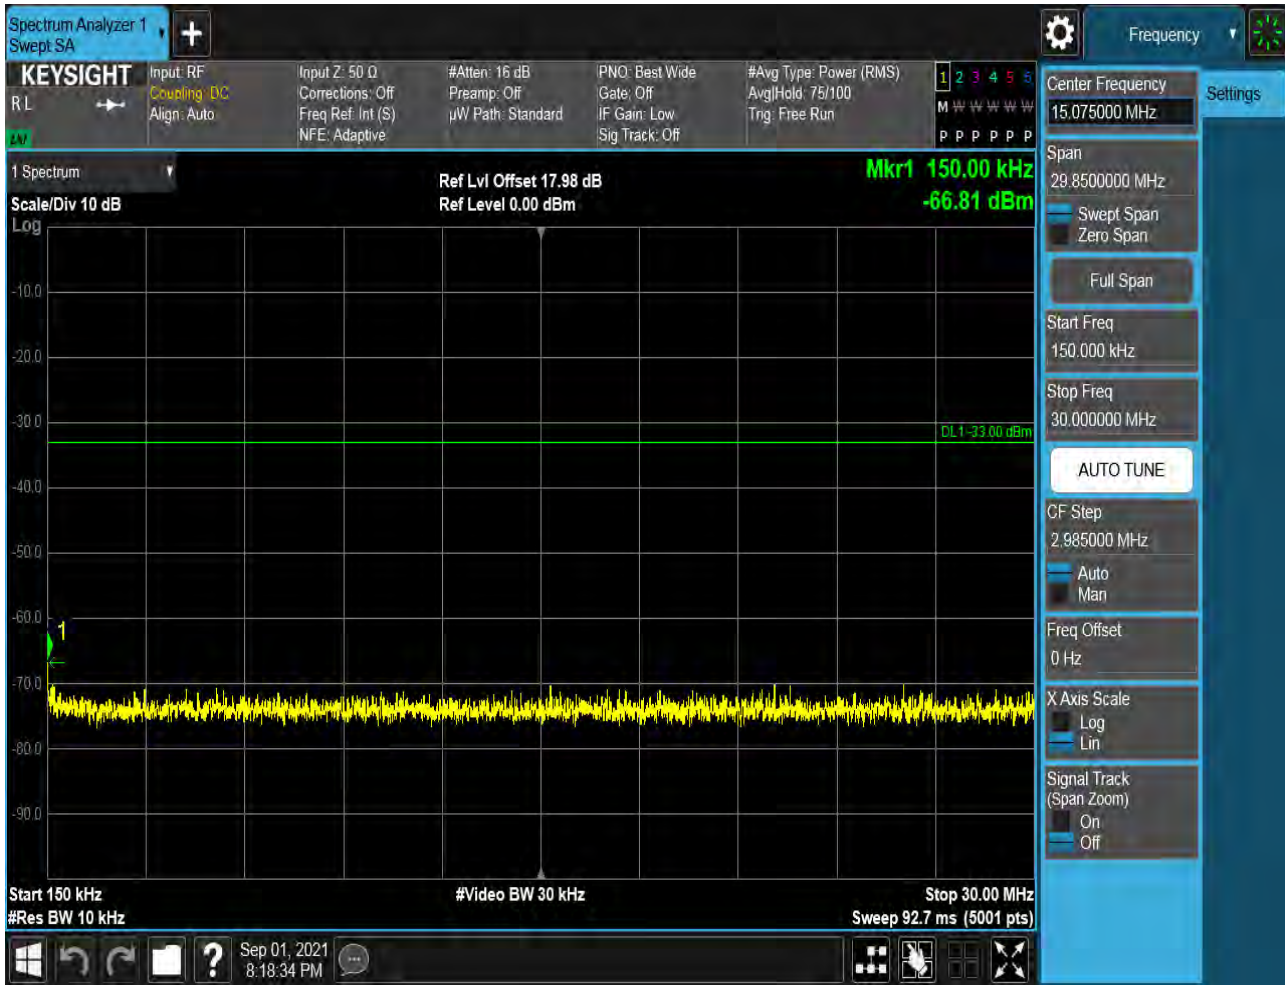 Spectrum Analyzer 1
Swept SA
+
Frequency
KEYSIGHT
R L
LNI
Input: RF
Coupling: DC
Align: Auto
Input Z: 50 Ω
Corrections: Off
Freq Ref: Int (S)
NFE: Adaptive
#Atten: 16 dB
Preamp: Off
µW Path: Standard
PNO: Best Wide
Gate: Off
IF Gain: Low
Sig Track: Off
#Avg Type: Power (RMS)
Avg|Hold: 75/100
Trig: Free Run
1 2 3 4 5 6
M W W W W W
P P P P P P
1 Spectrum
Scale/Div 10 dB
Log
Ref Lvl Offset 17.98 dB
Ref Level 0.00 dBm
Mkr1 150.00 kHz
-66.81 dBm
-10.0
-20.0
-30.0
DL1 -33.00 dBm
-40.0
-50.0
-60.0
1
-70.0
-80.0
-90.0
Start 150 kHz
#Video BW 30 kHz
Stop 30.00 MHz
#Res BW 10 kHz
Sweep 92.7 ms (5001 pts)
?
Sep 01, 2021
8:18:34 PM
Center Frequency
15.075000 MHz
Settings
Span
29.8500000 MHz
Swept Span
Zero Span
Full Span
Start Freq
150.000 kHz
Stop Freq
30.000000 MHz
AUTO TUNE
CF Step
2.985000 MHz
Auto
Man
Freq Offset
0 Hz
X Axis Scale
Log
Lin
Signal Track
(Span Zoom)
On
Off